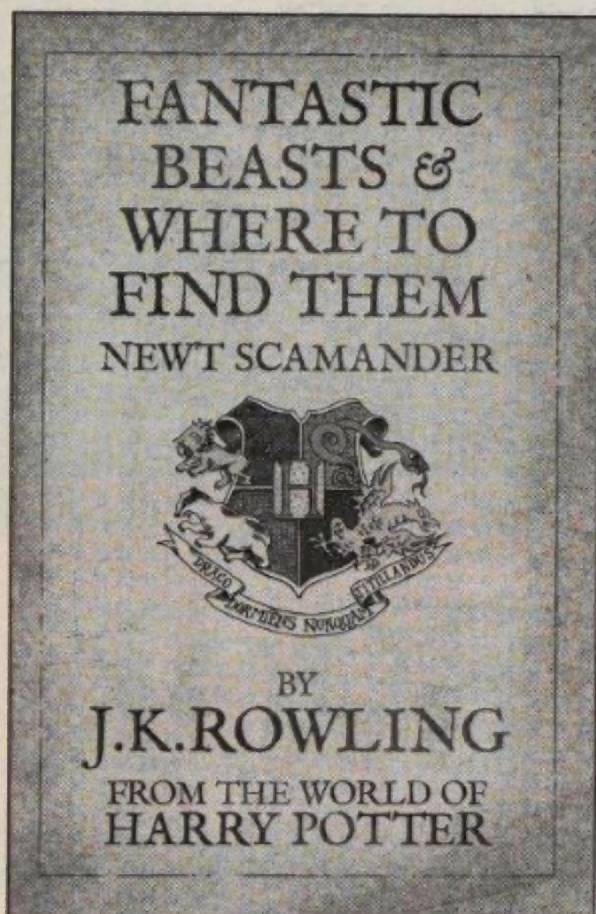 FANTASTIC
BEASTS &
WHERE TO
FIND THEM
NEWT SCAMANDER
DRACO
DORMIENS NUNQUAM
TITILLANDUS
BY
J.K.ROWLING
FROM THE WORLD OF
HARRY POTTER